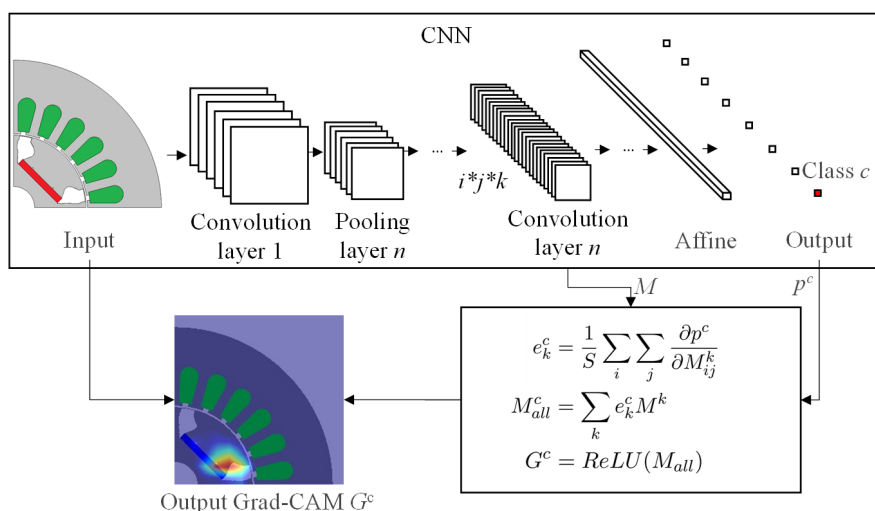 CNN
Class c
i*j*k
Input
Convolution
layer 1
Pooling
layer n
...
...
Convolution
layer n
Affine
Output
M
p^c
e_k^c = \frac{1}{S} \sum_i \sum_j \frac{\partial p^c}{\partial M_{ij}^k}
M_{all}^c = \sum_k e_k^c M^k
G^c = ReLU(M_{all})
Output Grad-CAM G^c